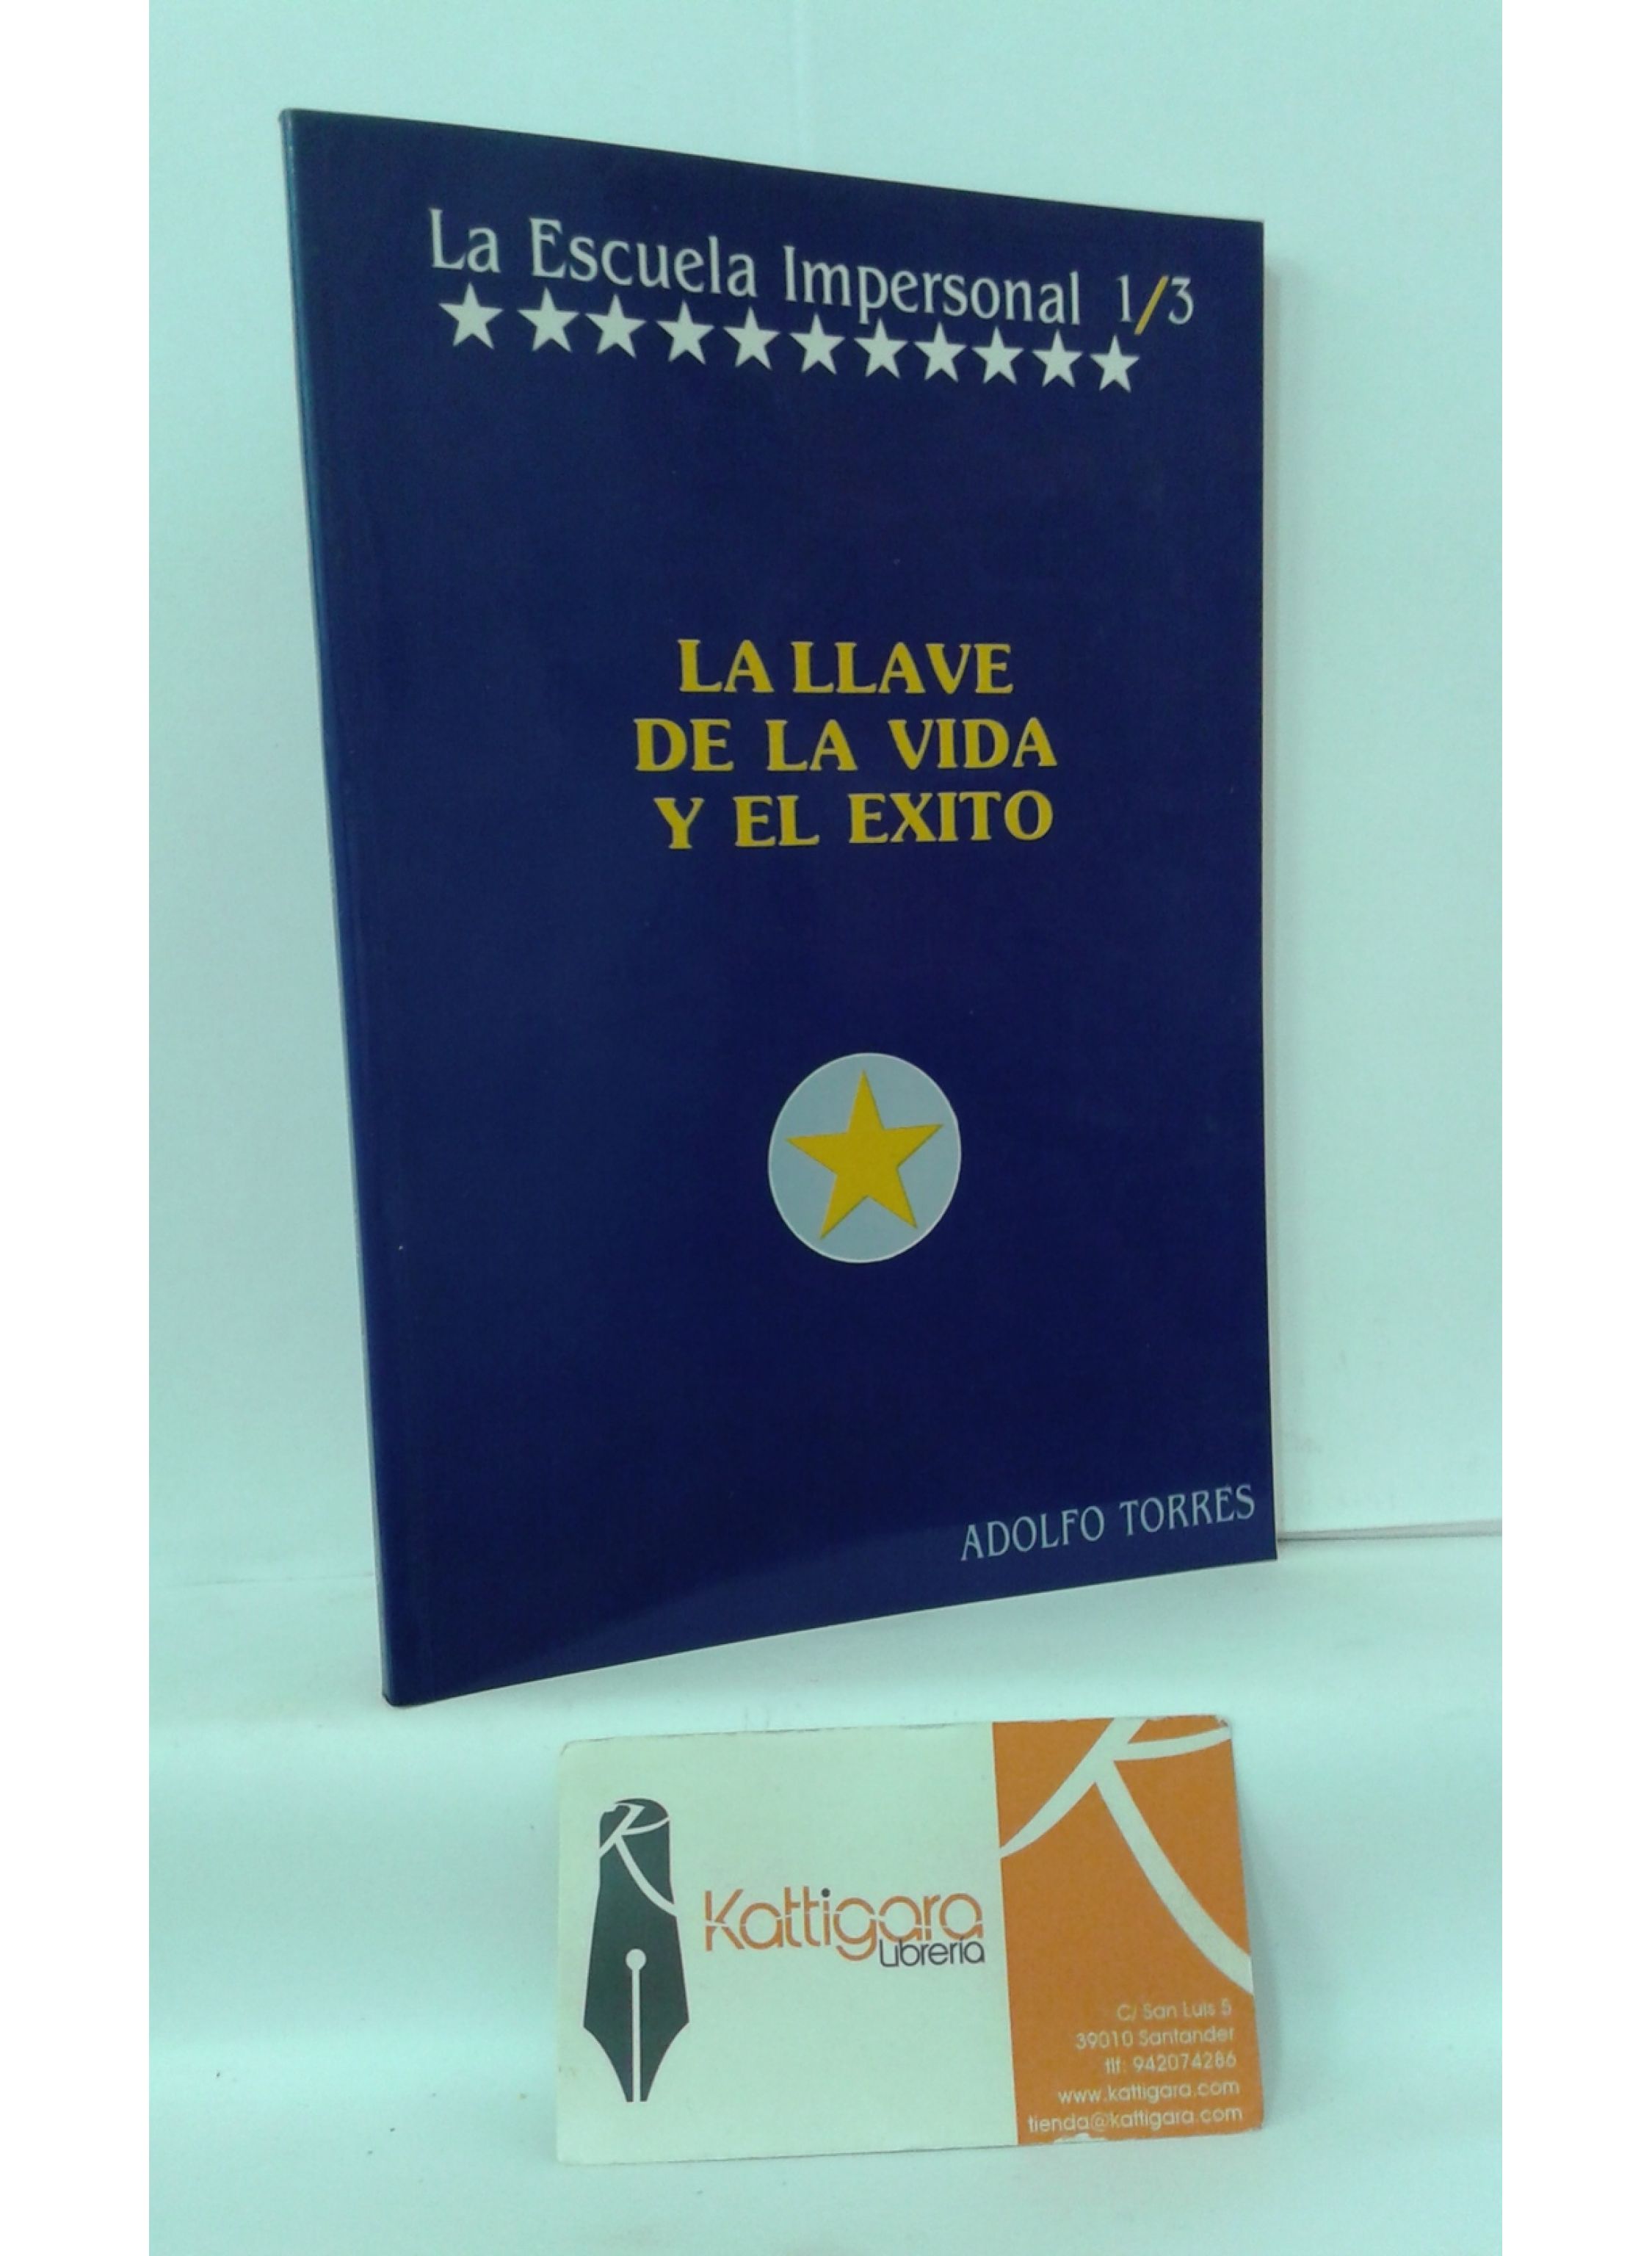 La Escuela Impersonal 1/3
LA LLAVE
DE LA VIDA
Y EL EXITO
ADOLFO TORRES
Kattigara
Librería
C/ San Luis 5
39010 Santander
tlf: 942074286
www.kattigara.com
tienda@kattigara.com